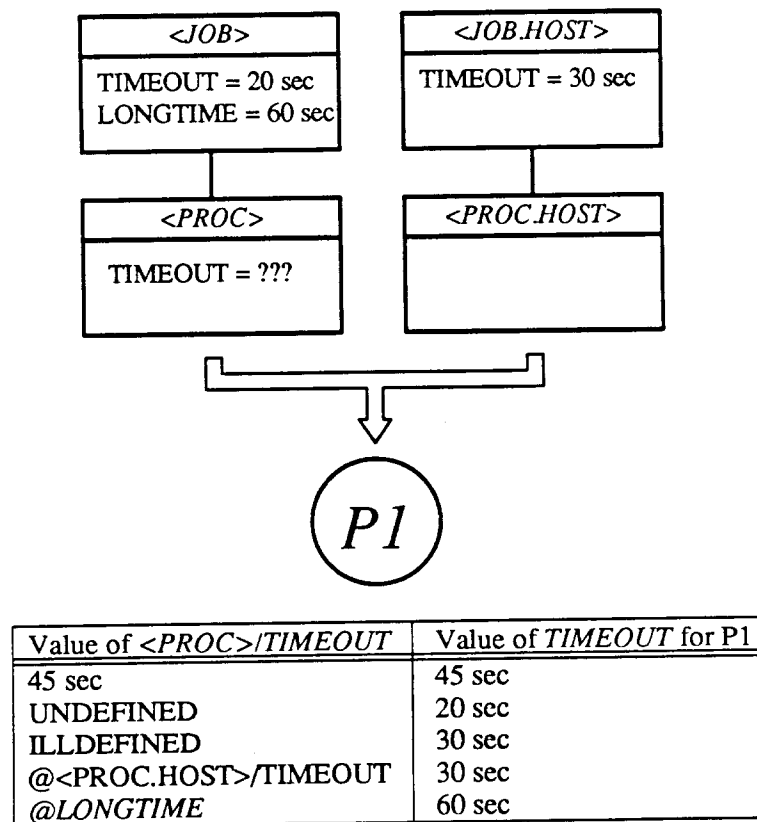 <JOB>
TIMEOUT = 20 sec
LONGTIME = 60 sec
<JOB.HOST>
TIMEOUT = 30 sec
<PROC>
TIMEOUT = ???
<PROC.HOST>
P1
Value of <PROC>/TIMEOUT Value of TIMEOUT for P1
45 sec 45 sec
UNDEFINED 20 sec
ILLDEFINED 30 sec
@<PROC.HOST>/TIMEOUT 30 sec
@LONGTIME 60 sec